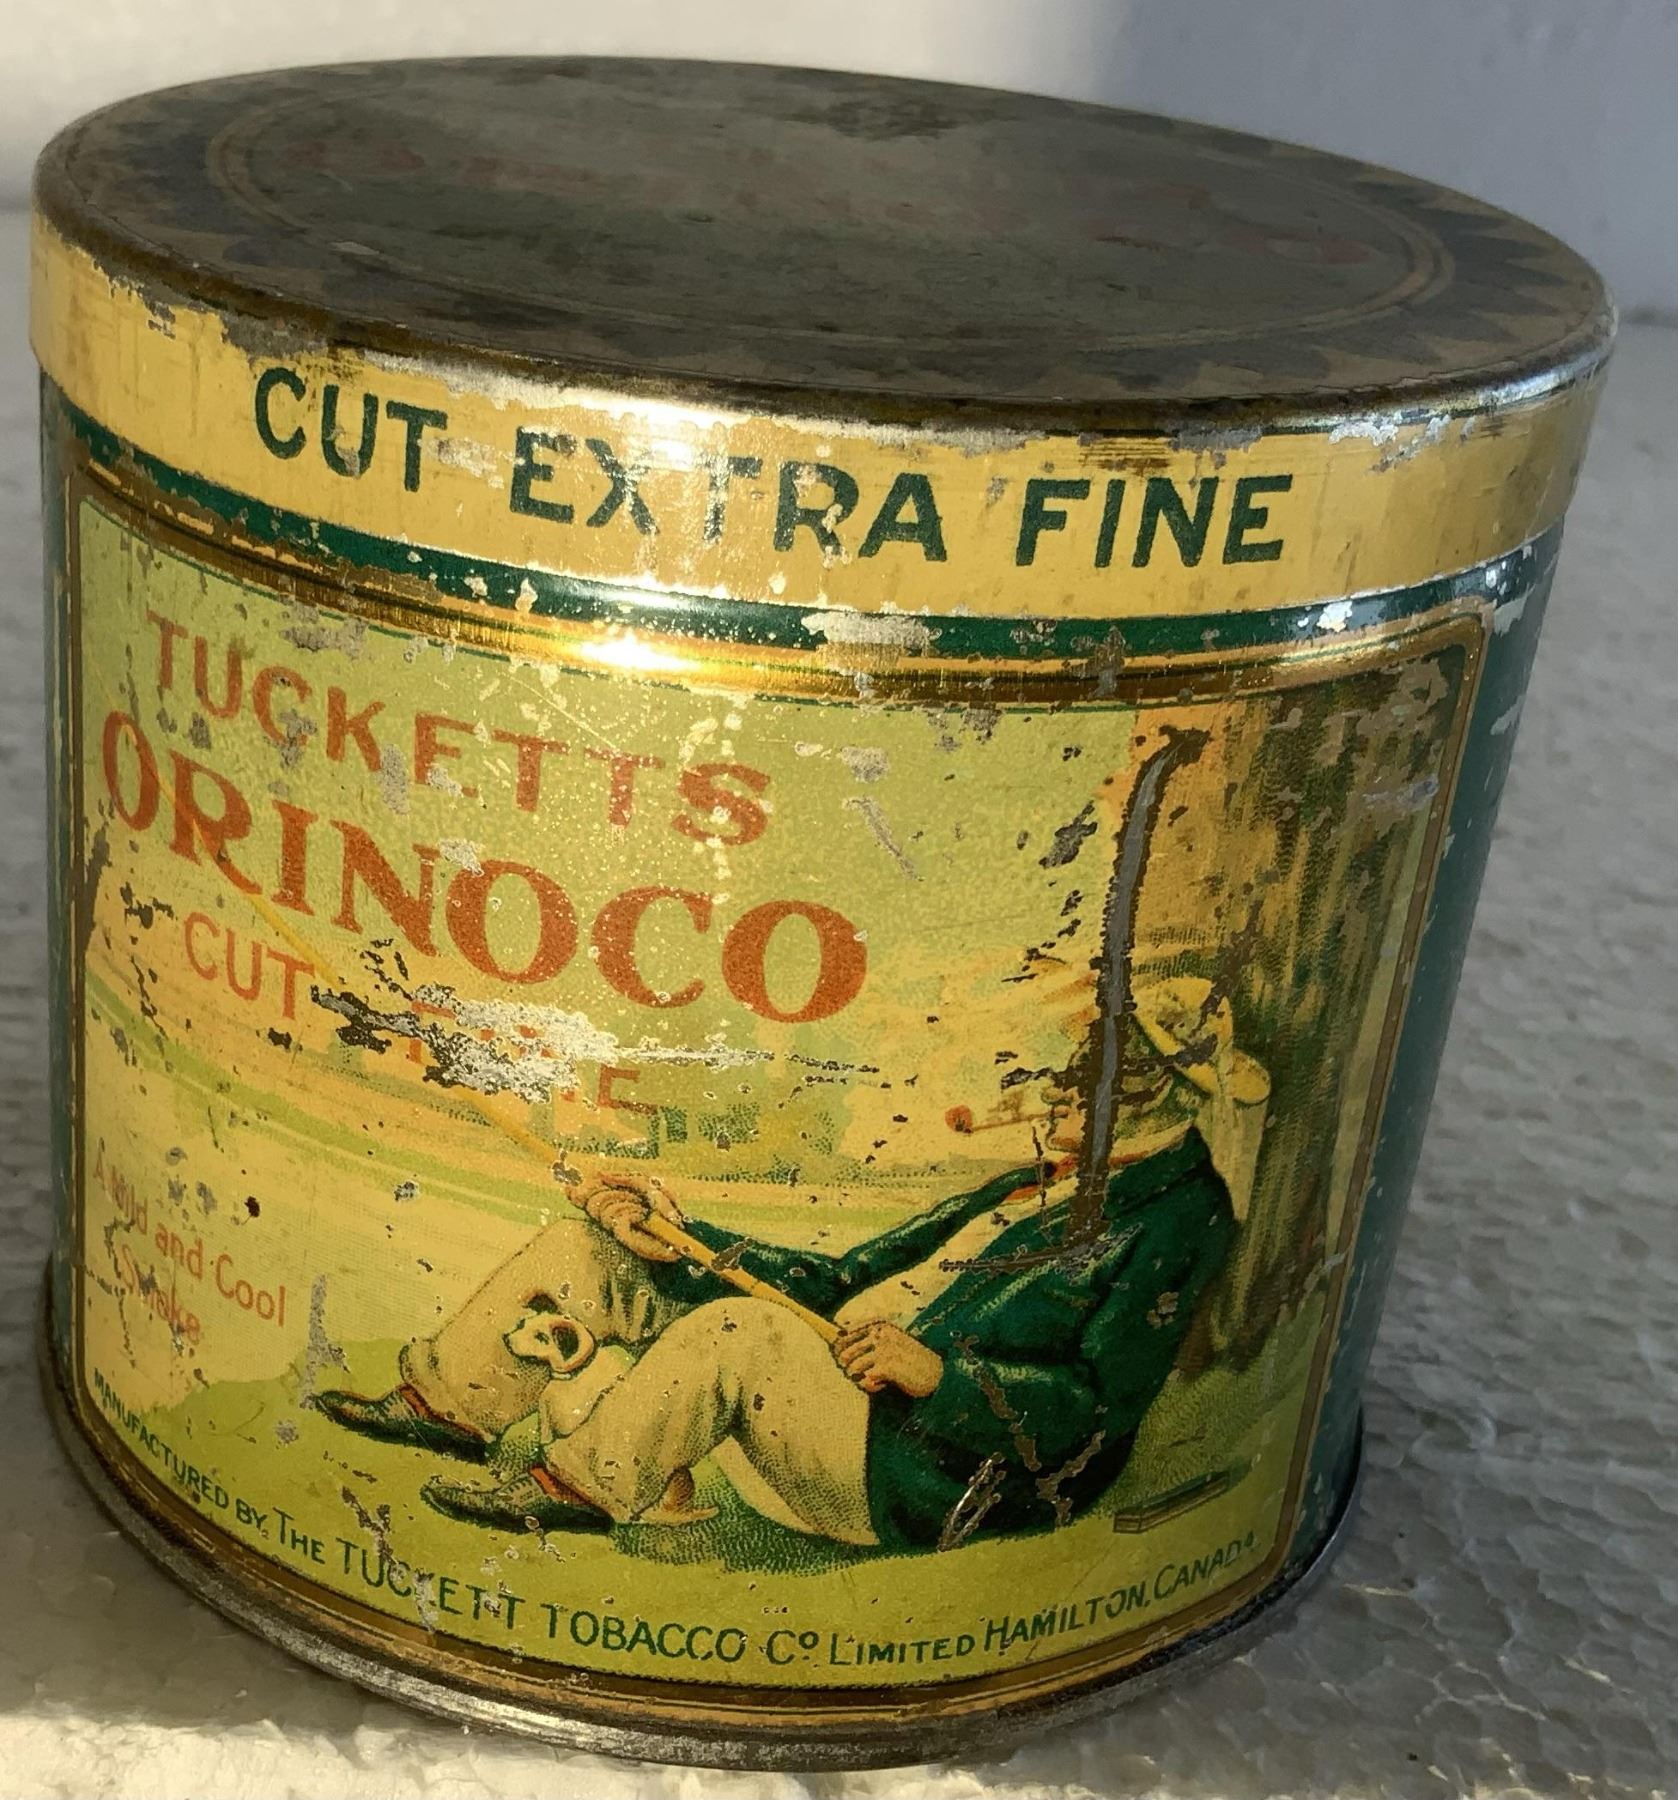 CUT EXTRA FINE
TUCKETTS
ORINOCO
CUT FINE
A Mild and Cool
Smoke
MANUFACTURED BY THE TUCKETT TOBACCO Cº LIMITED HAMILTON, CANADA